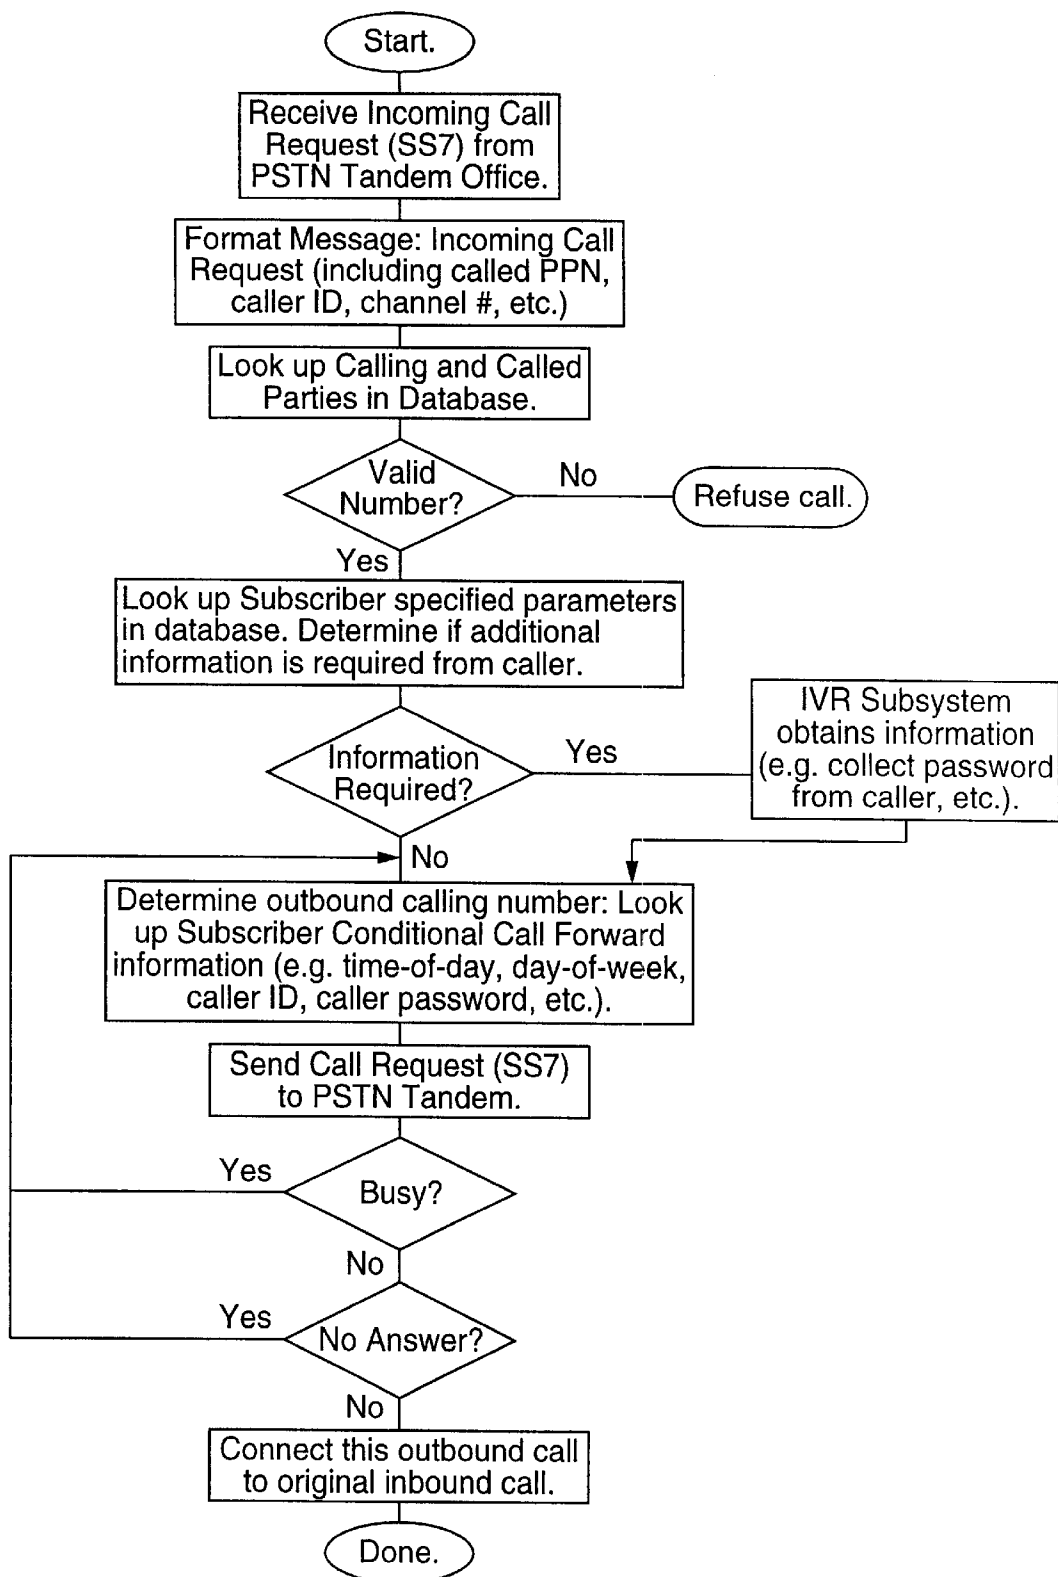 Start.
Receive Incoming Call
Request (SS7) from
PSTN Tandem Office.
Format Message: Incoming Call
Request (including called PPN,
caller ID, channel #, etc.)
Look up Calling and Called
Parties in Database.
Valid
Number?
No
Refuse call.
Yes
Look up Subscriber specified parameters
in database. Determine if additional
information is required from caller.
Information
Required?
Yes
IVR Subsystem
obtains information
(e.g. collect password
from caller, etc.).
No
Determine outbound calling number: Look
up Subscriber Conditional Call Forward
information (e.g. time-of-day, day-of-week,
caller ID, caller password, etc.).
Send Call Request (SS7)
to PSTN Tandem.
Yes
Busy?
No
Yes
No Answer?
No
Connect this outbound call
to original inbound call.
Done.